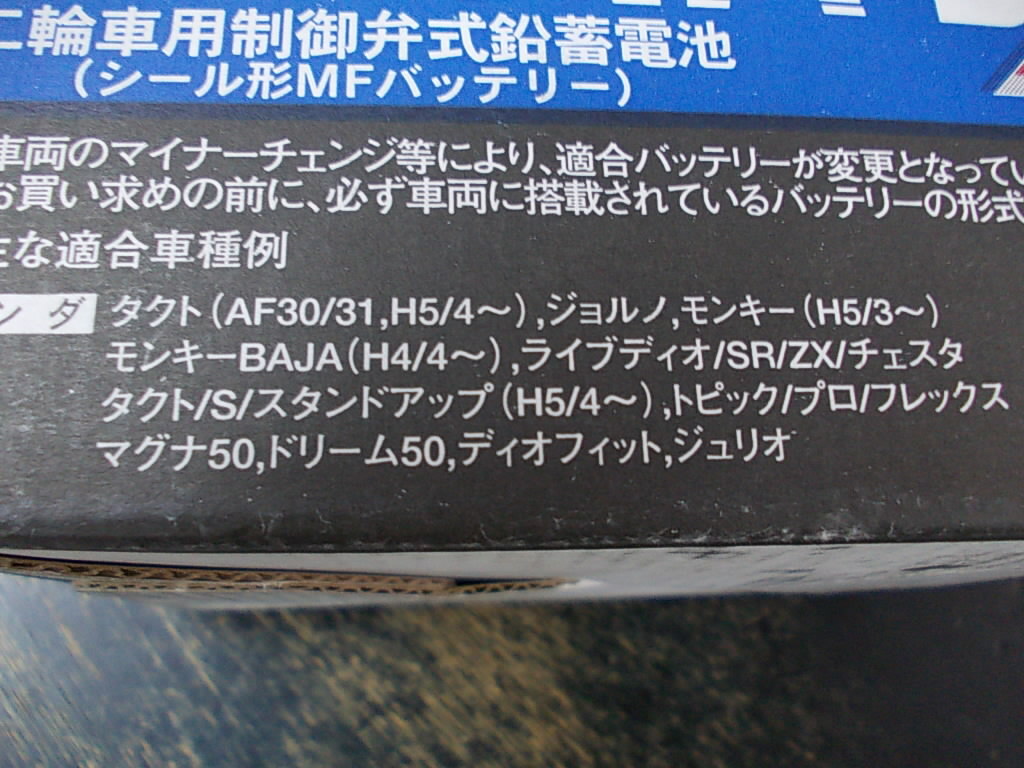 二輪車用制御弁式鉛蓄電池
(シール形MFバッテリー)
車両のマイナーチェンジ等により、適合バッテリーが変更となってい
お買い求めの前に、必ず車両に搭載されているバッテリーの形式
主な適合車種例
ンダ タクト(AF30/31,H5/4〜),ジョルノ,モンキー(H5/3〜)
モンキーBAJA(H4/4〜),ライブディオ/SR/ZX/チェスタ
タクト/S/スタンドアップ(H5/4〜),トピック/プロ/フレックス
マグナ50,ドリーム50,ディオフィット,ジュリオ